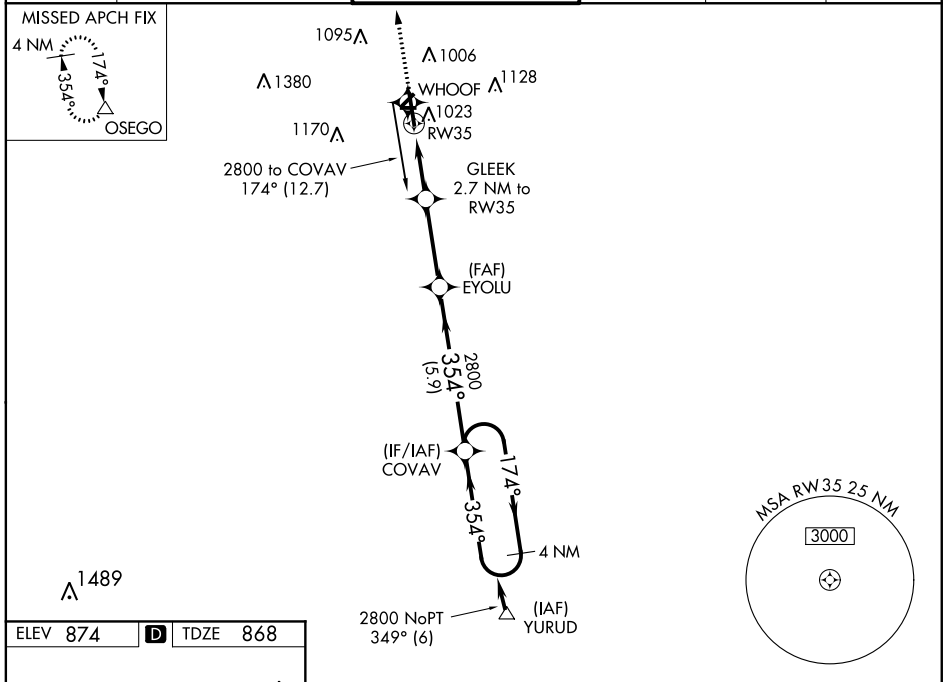 MISSED APCH FIX
4 NM
174°
354°
OSEGO
1095
1006
1380
WHOOF
1128
1023
RW35
1170
2800 to COVAV
174° (12.7)
GLEEK
2.7 NM to
RW35
(FAF)
EYOLU
2800
354°
(5.9)
(IF/IAF)
COVAV
174°
354°
4 NM
MSA RW35 25 NM
3000
1489
2800 NoPT
349° (6)
(IAF)
YURUD
ELEV 874 D TDZE 868